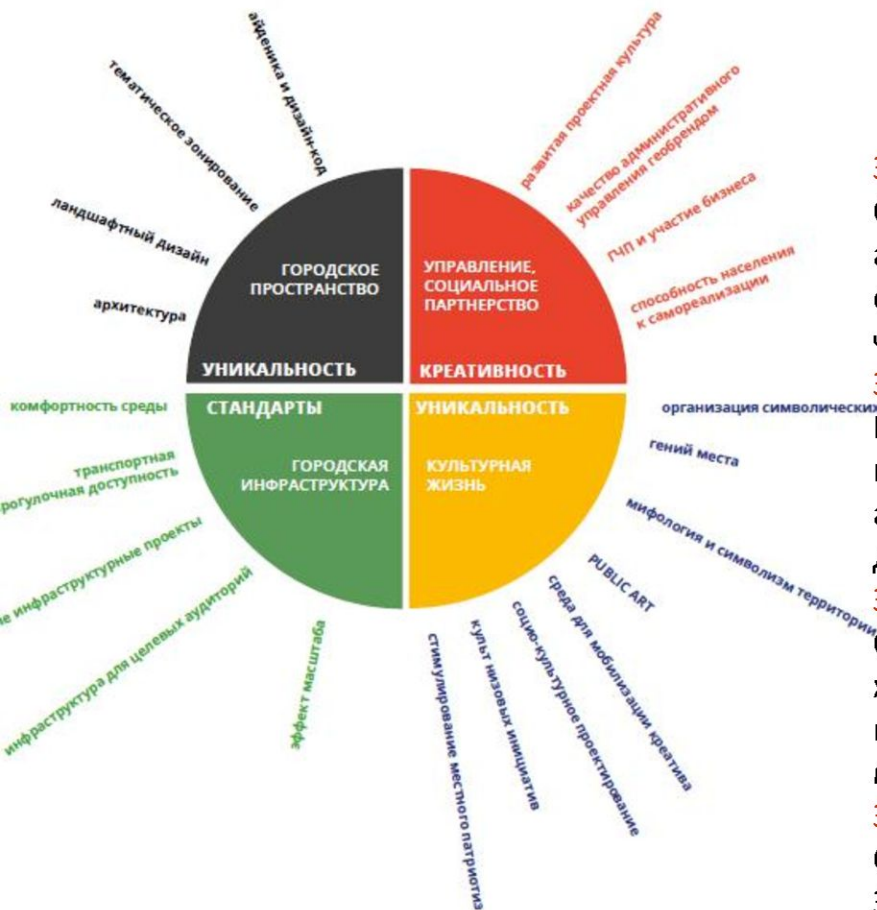 айденика и дизайн-код
тематическое зонирование
ландшафтный дизайн
архитектура
развитая проектная культура
качество административного
управления геобрендом
ГЧП и участие бизнеса
способность населения
к самореализации
ГОРОДСКОЕ
ПРОСТРАНСТВО
УНИКАЛЬНОСТЬ
УПРАВЛЕНИЕ,
СОЦИАЛЬНОЕ
ПАРТНЕРСТВО
КРЕАТИВНОСТЬ
СТАНДАРТЫ
ГОРОДСКАЯ
ИНФРАСТРУКТУРА
УНИКАЛЬНОСТЬ
КУЛЬТУРНАЯ
ЖИЗНЬ
комфортность среды
транспортная
доступность
инфраструктурные проекты
инфраструктура для целевых аудиторий
эффект масштаба
организация символических
гений места
мифология и символизм территории
PUBLIC ART
среда для мобилизации креатива
социо-культурное проектирование
культ низовых инициатив
стимулирование местного